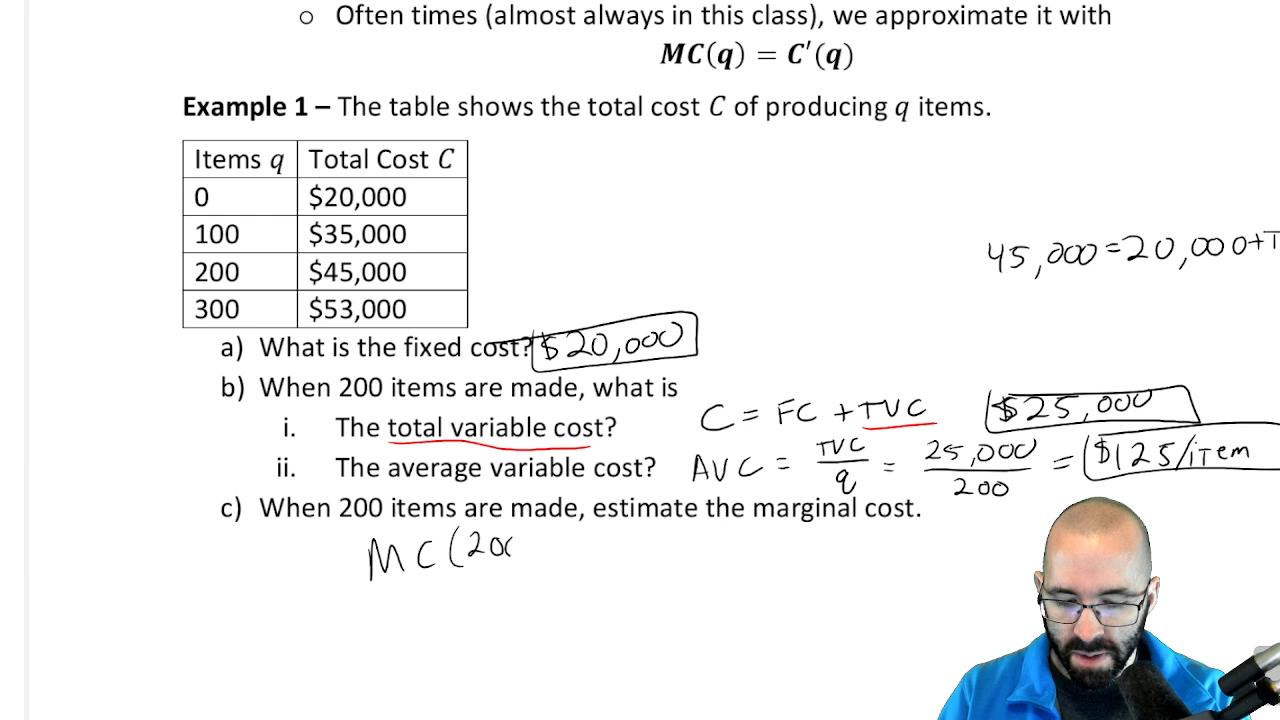 o Often times (almost always in this class), we approximate it with
MC(q) = C′(q)
Example 1 – The table shows the total cost C of producing q items.
Items q Total Cost C
0 $20,000
100 $35,000
200 $45,000
300 $53,000
45,000=20,000+T
a) What is the fixed cost? $20,000
b) When 200 items are made, what is
i. The total variable cost? C = FC + TVC $25,000
ii. The average variable cost? AVC = TVC/q = 25,000/200 = $125/item
c) When 200 items are made, estimate the marginal cost.
MC(200